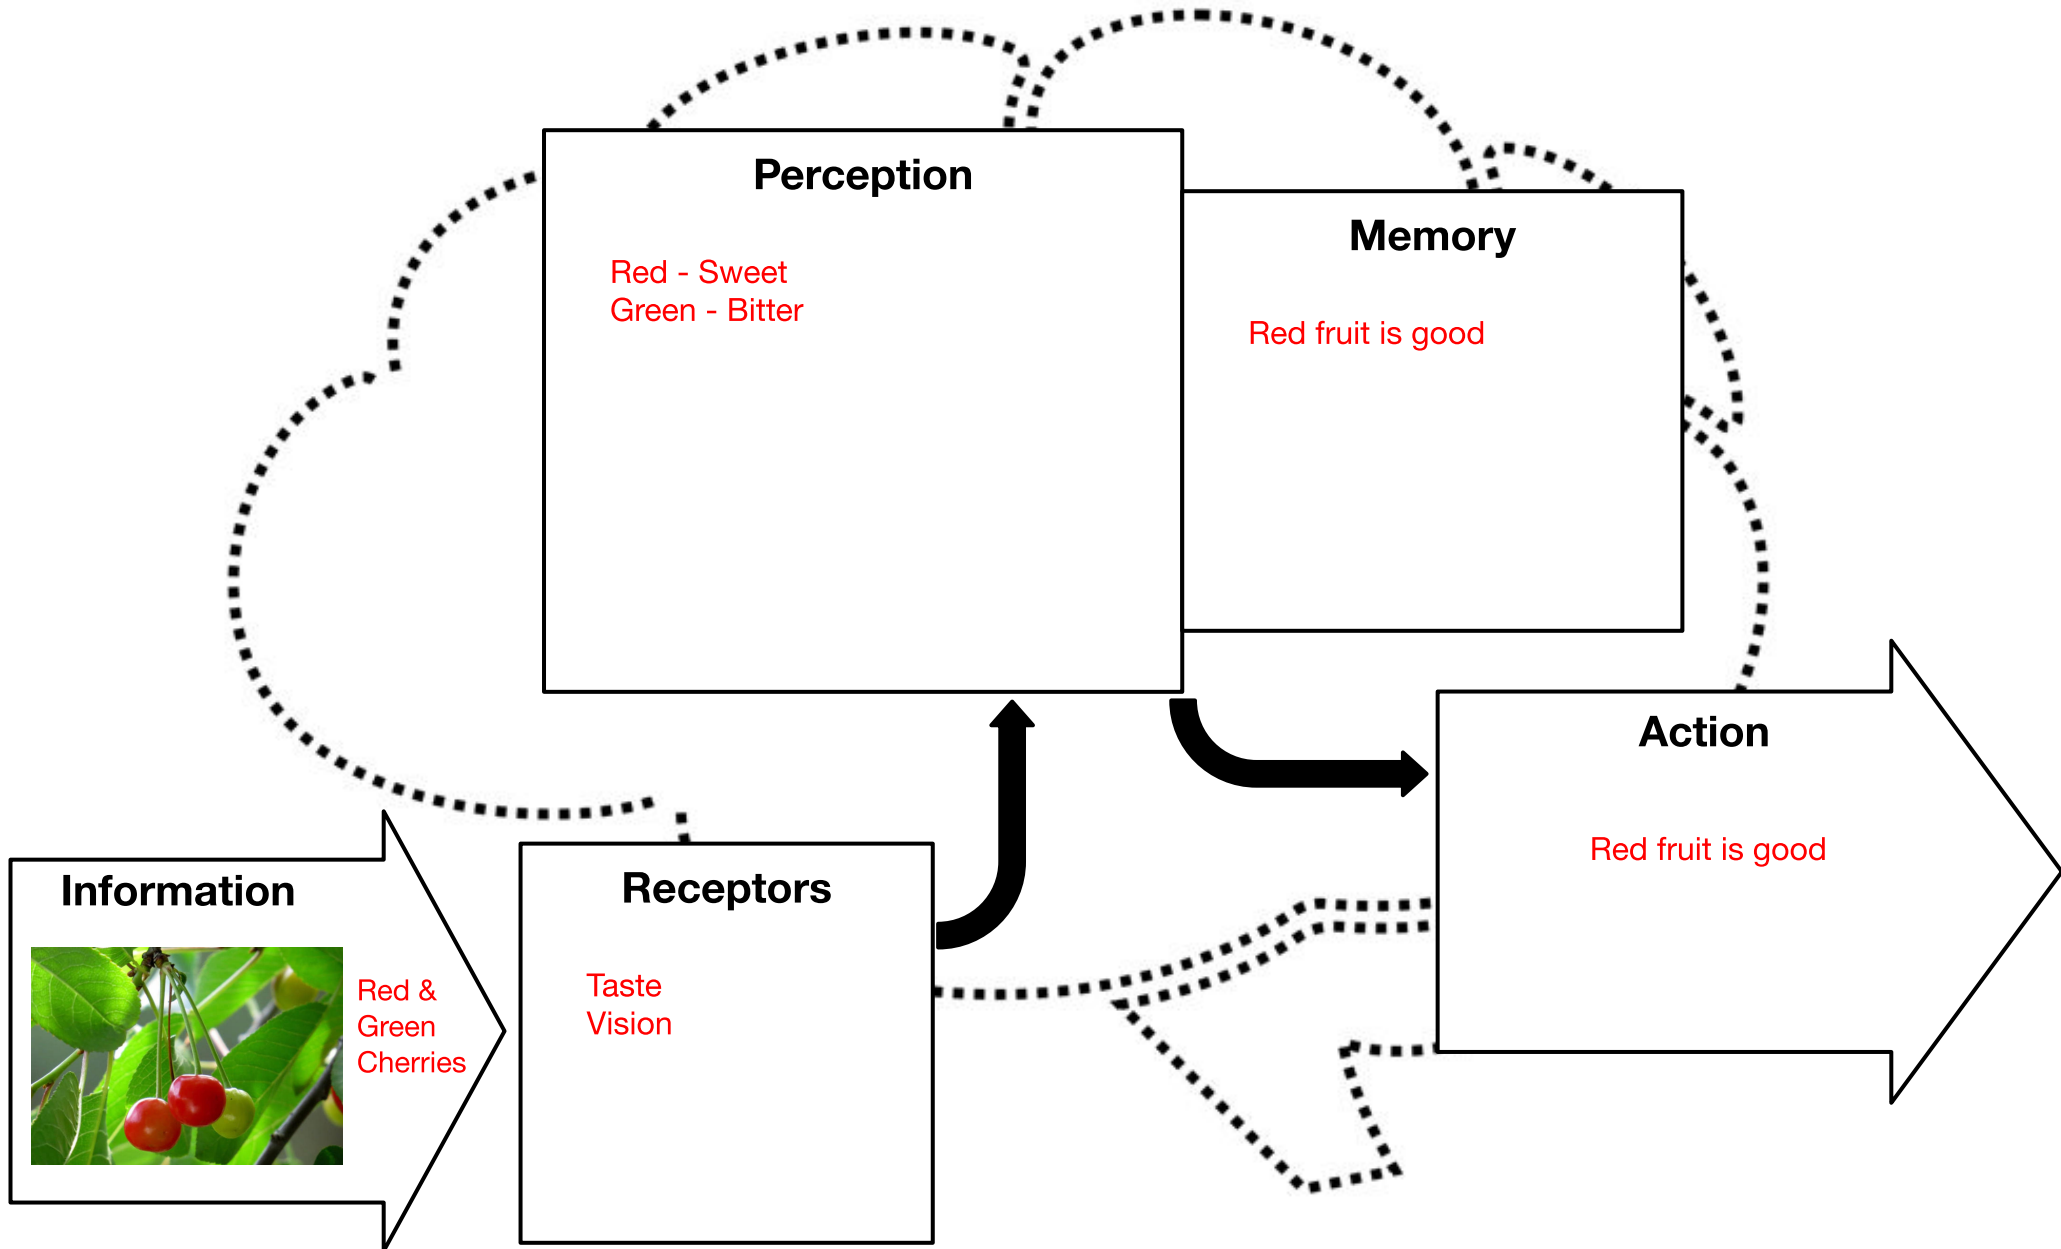 Perception
Red - Sweet
Green - Bitter
Memory
Red fruit is good
Information
Red &
Green
Cherries
Receptors
Taste
Vision
Action
Red fruit is good